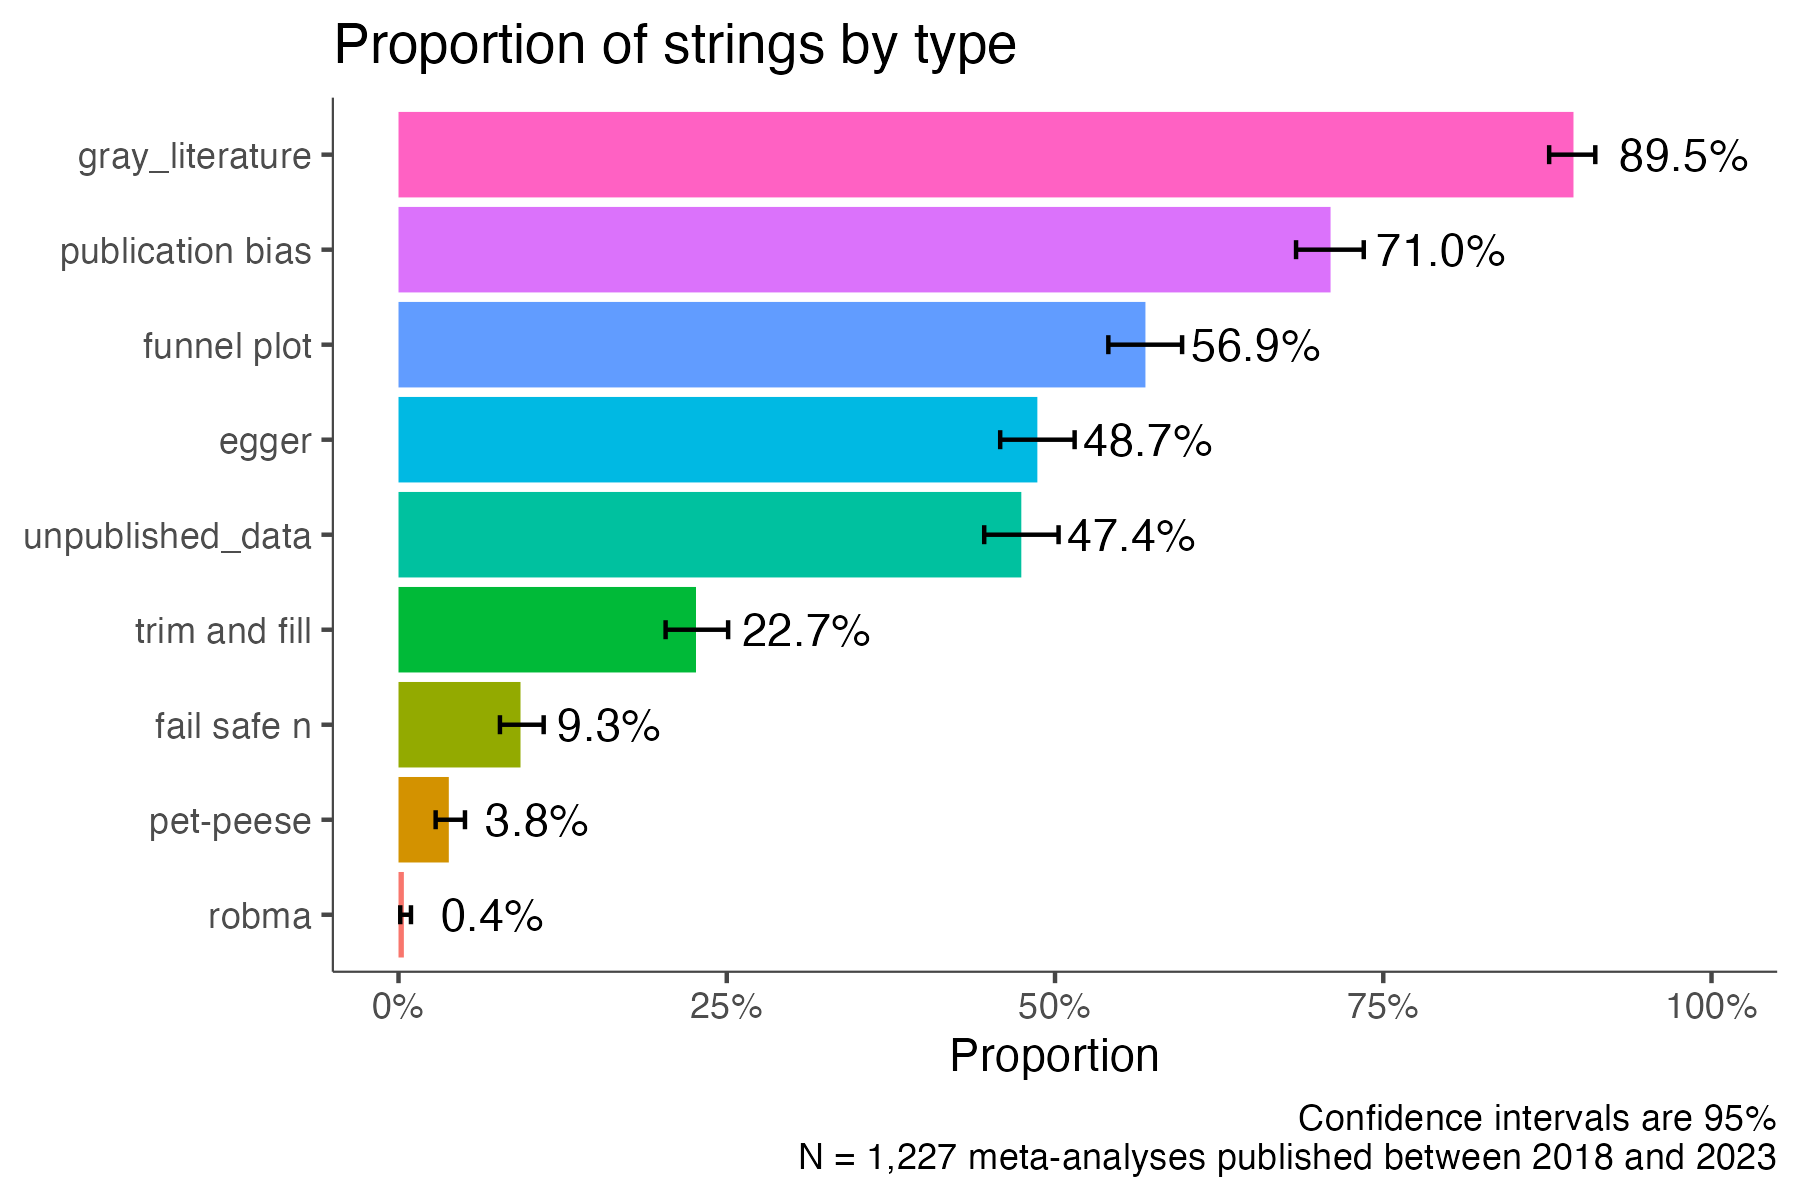 Proportion of strings by type
gray_literature 89.5%
publication bias 71.0%
funnel plot 56.9%
egger 48.7%
unpublished_data 47.4%
trim and fill 22.7%
fail safe n 9.3%
pet-peese 3.8%
robma 0.4%
0% 25% 50% 75% 100%
Proportion
Confidence intervals are 95%
N = 1,227 meta-analyses published between 2018 and 2023